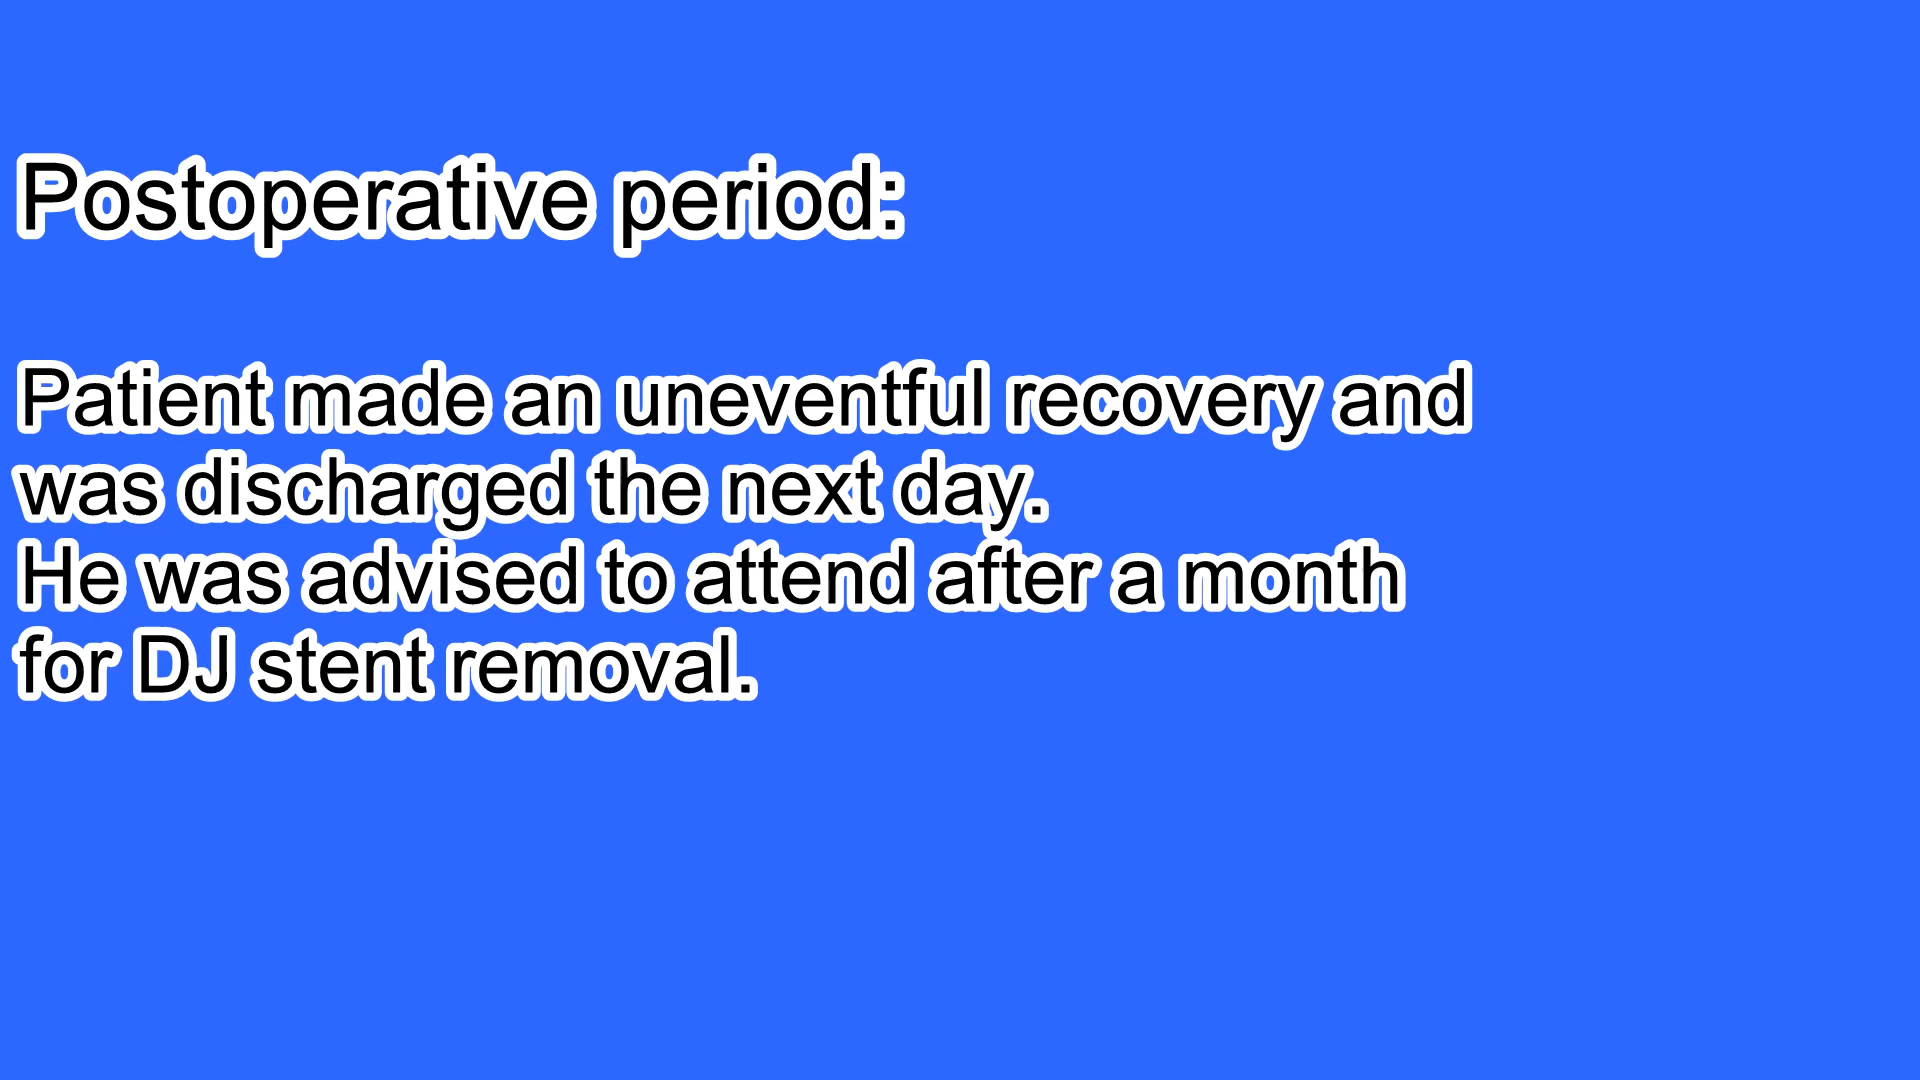 Postoperative period:
Patient made an uneventful recovery and
was discharged the next day.
He was advised to attend after a month
for DJ stent removal.